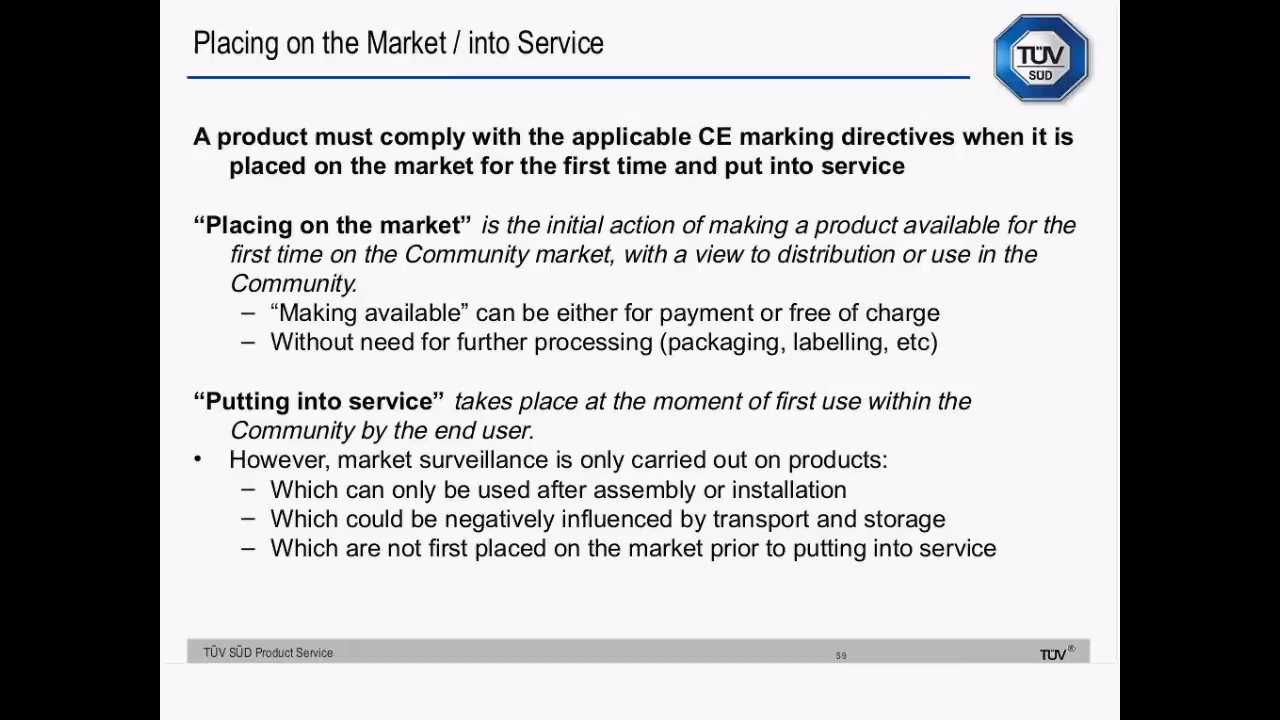 Placing on the Market / into Service
TÜV
SÜD
A product must comply with the applicable CE marking directives when it is
placed on the market for the first time and put into service
“Placing on the market” is the initial action of making a product available for the
first time on the Community market, with a view to distribution or use in the
Community.
– “Making available” can be either for payment or free of charge
– Without need for further processing (packaging, labelling, etc)
“Putting into service” takes place at the moment of first use within the
Community by the end user.
• However, market surveillance is only carried out on products:
– Which can only be used after assembly or installation
– Which could be negatively influenced by transport and storage
– Which are not first placed on the market prior to putting into service
TÜV SÜD Product Service
59
TÜV®